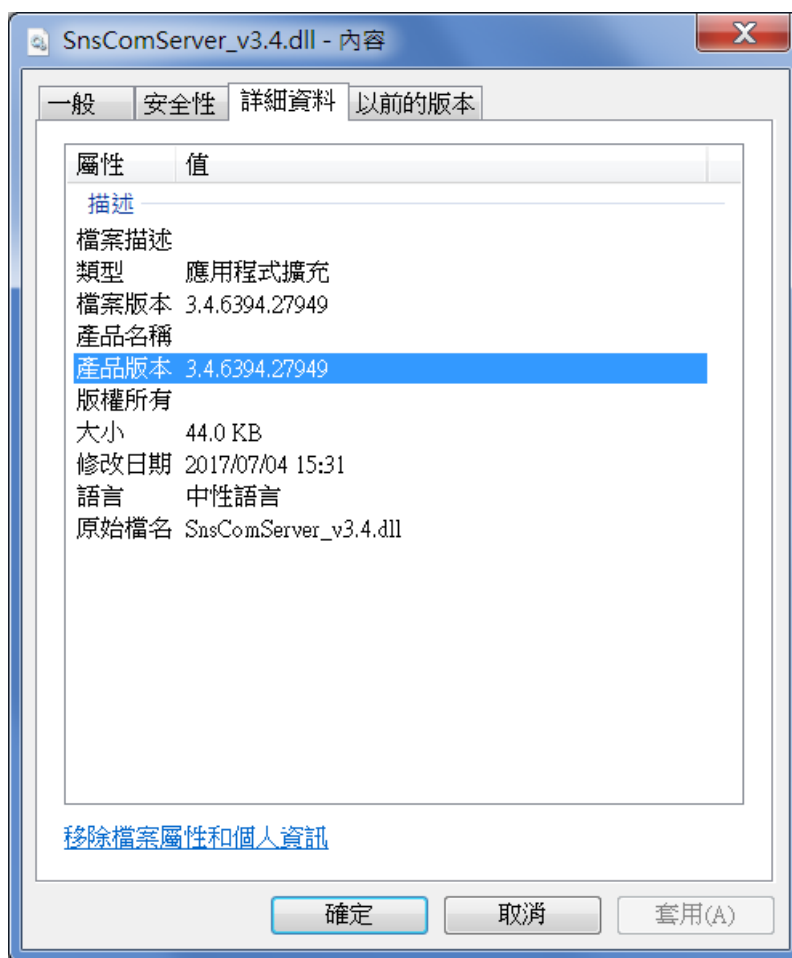 SnsComServer_v3.4.dll - 內容
一般 安全性 詳細資料 以前的版本
屬性 值
描述
檔案描述
類型 應用程式擴充
檔案版本 3.4.6394.27949
產品名稱
產品版本 3.4.6394.27949
版權所有
大小 44.0 KB
修改日期 2017/07/04 15:31
語言 中性語言
原始檔名 SnsComServer_v3.4.dll
移除檔案屬性和個人資訊
確定 取消 套用(A)